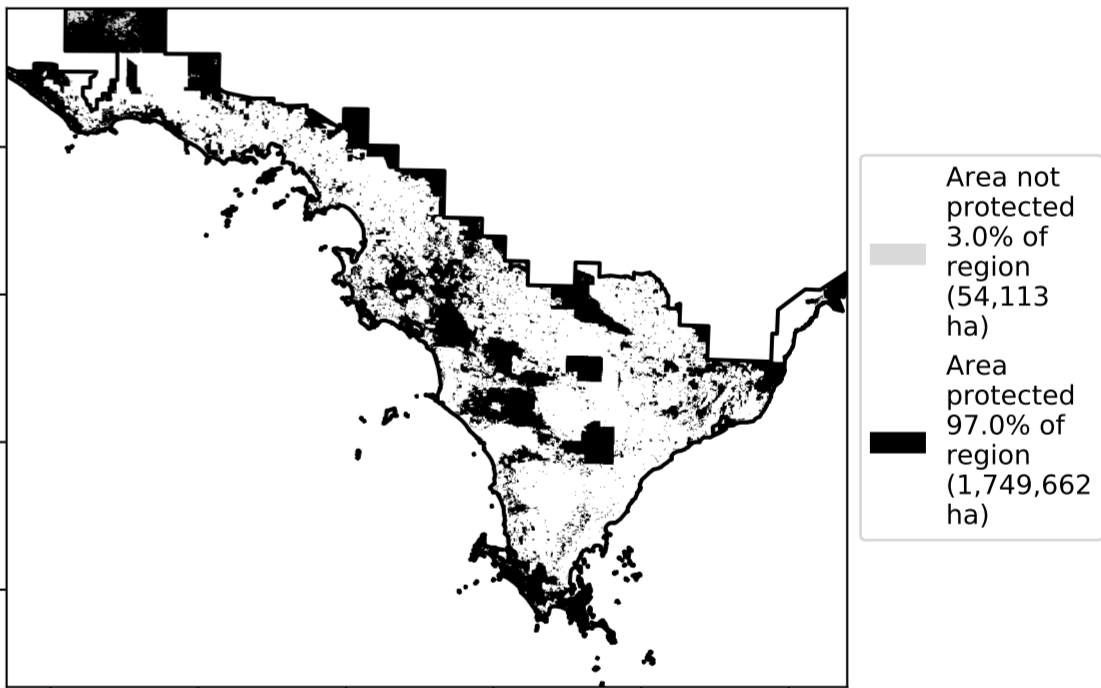 Area not
protected
3.0% of
region
(54,113
ha)
Area
protected
97.0% of
region
(1,749,662
ha)